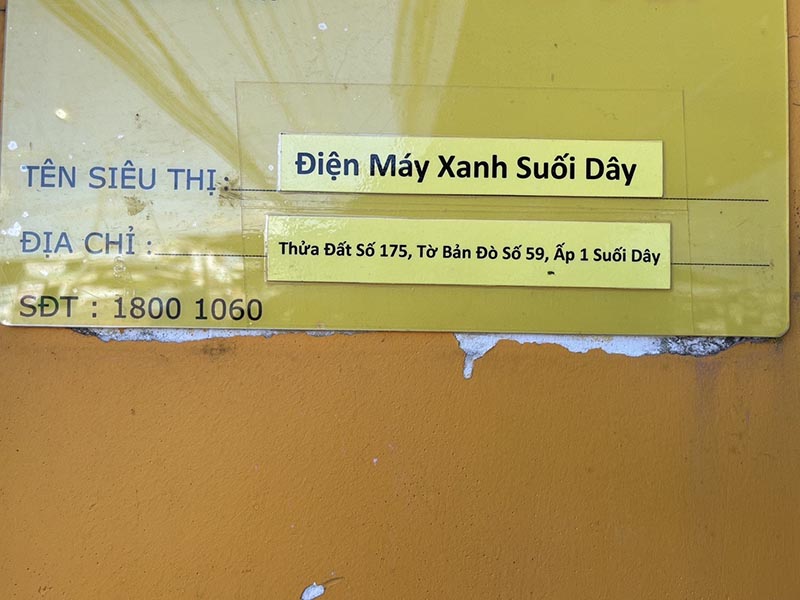 TÊN SIÊU THỊ : Điện Máy Xanh Suối Dây
ĐỊA CHỈ : Thửa Đất Số 175, Tờ Bản Đò Số 59, Ấp 1 Suối Dây
SĐT : 1800 1060